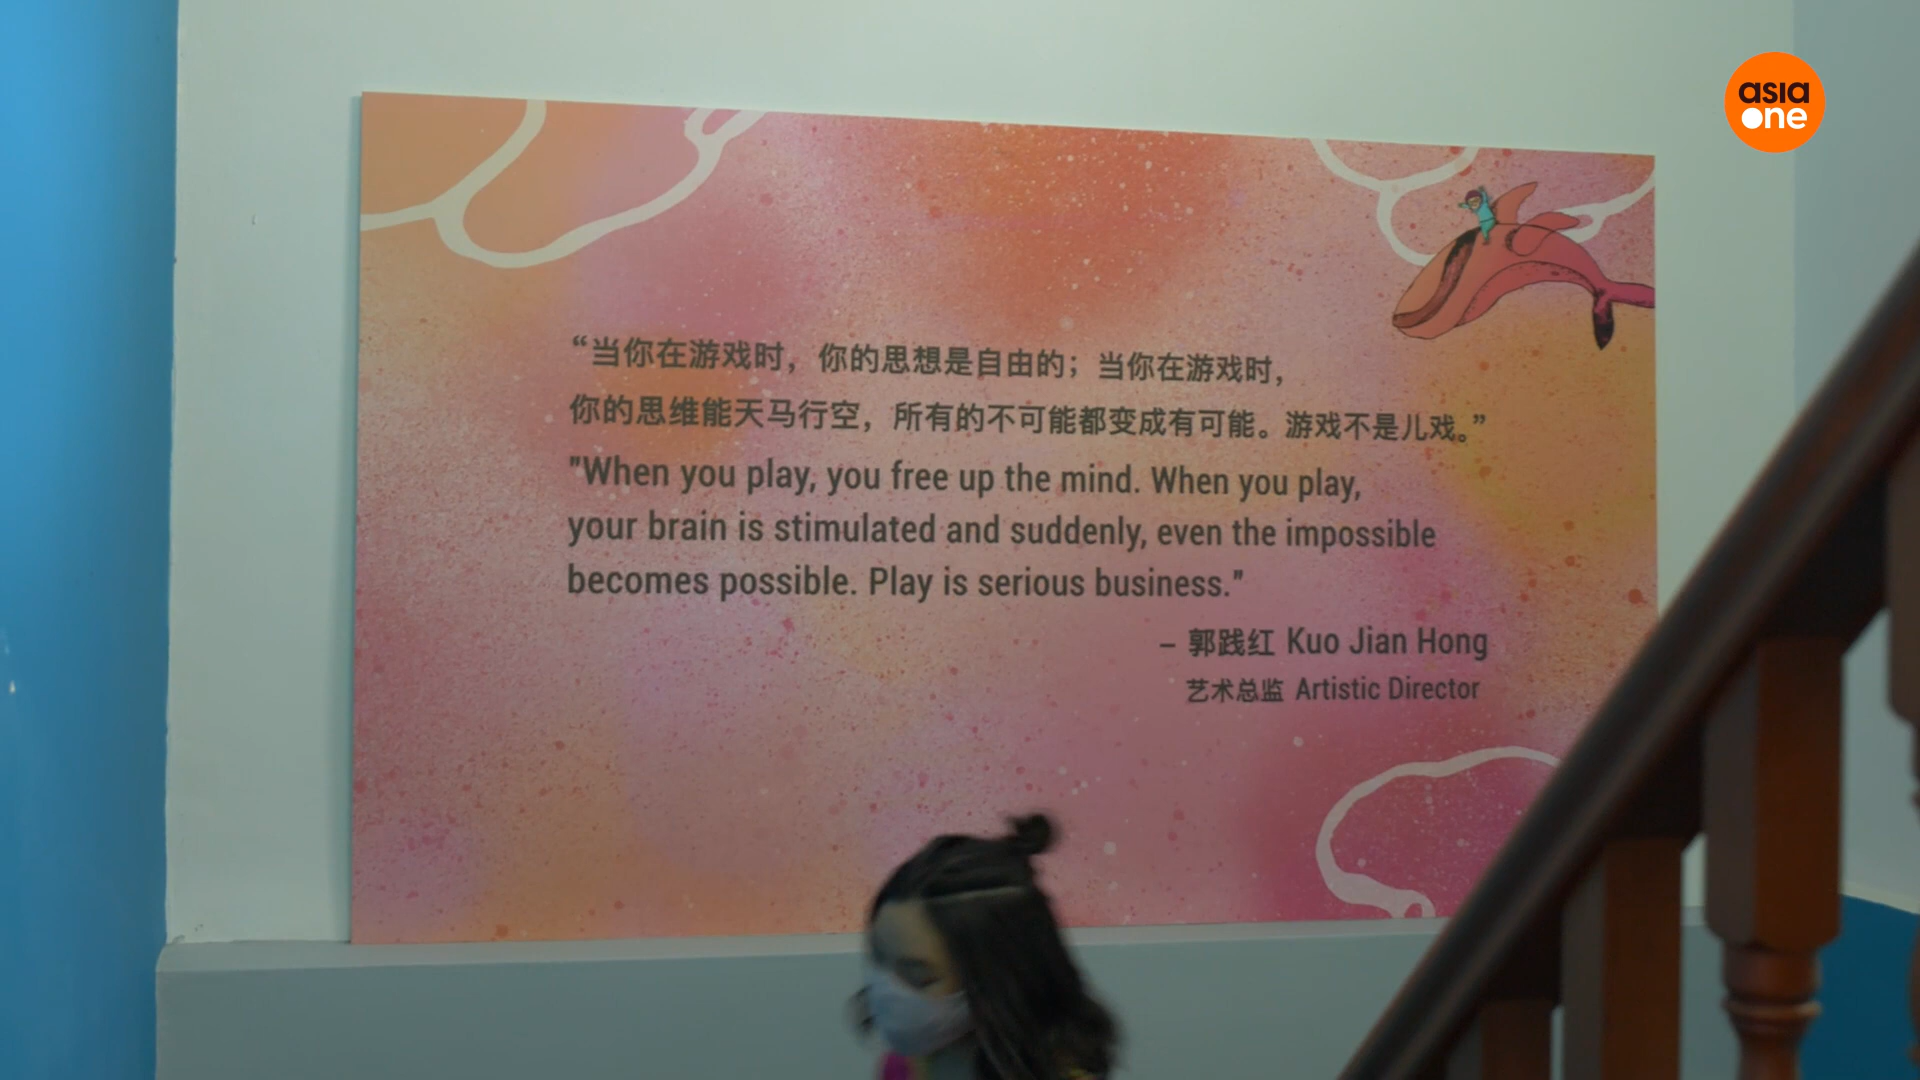 asia
one
“当你在游戏时，你的思想是自由的；当你在游戏时，
你的思维能天马行空，所有的不可能都变成有可能。游戏不是儿戏。”
"When you play, you free up the mind. When you play,
your brain is stimulated and suddenly, even the impossible
becomes possible. Play is serious business."
– 郭践红 Kuo Jian Hong
艺术总监 Artistic Director